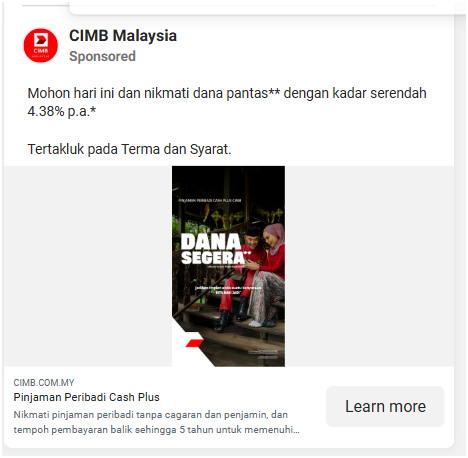 CIMB Malaysia
Sponsored
Mohon hari ini dan nikmati dana pantas** dengan kadar serendah
4.38% p.a.*
Tertakluk pada Terma dan Syarat.
PINJAMAN PERIBADI CASH PLUS CIMB
DANA
SEGERA**
CIMB.COM.MY
Pinjaman Peribadi Cash Plus
Nikmati pinjaman peribadi tanpa cagaran dan penjamin, dan
tempoh pembayaran balik sehingga 5 tahun untuk memenuhi...
Learn more